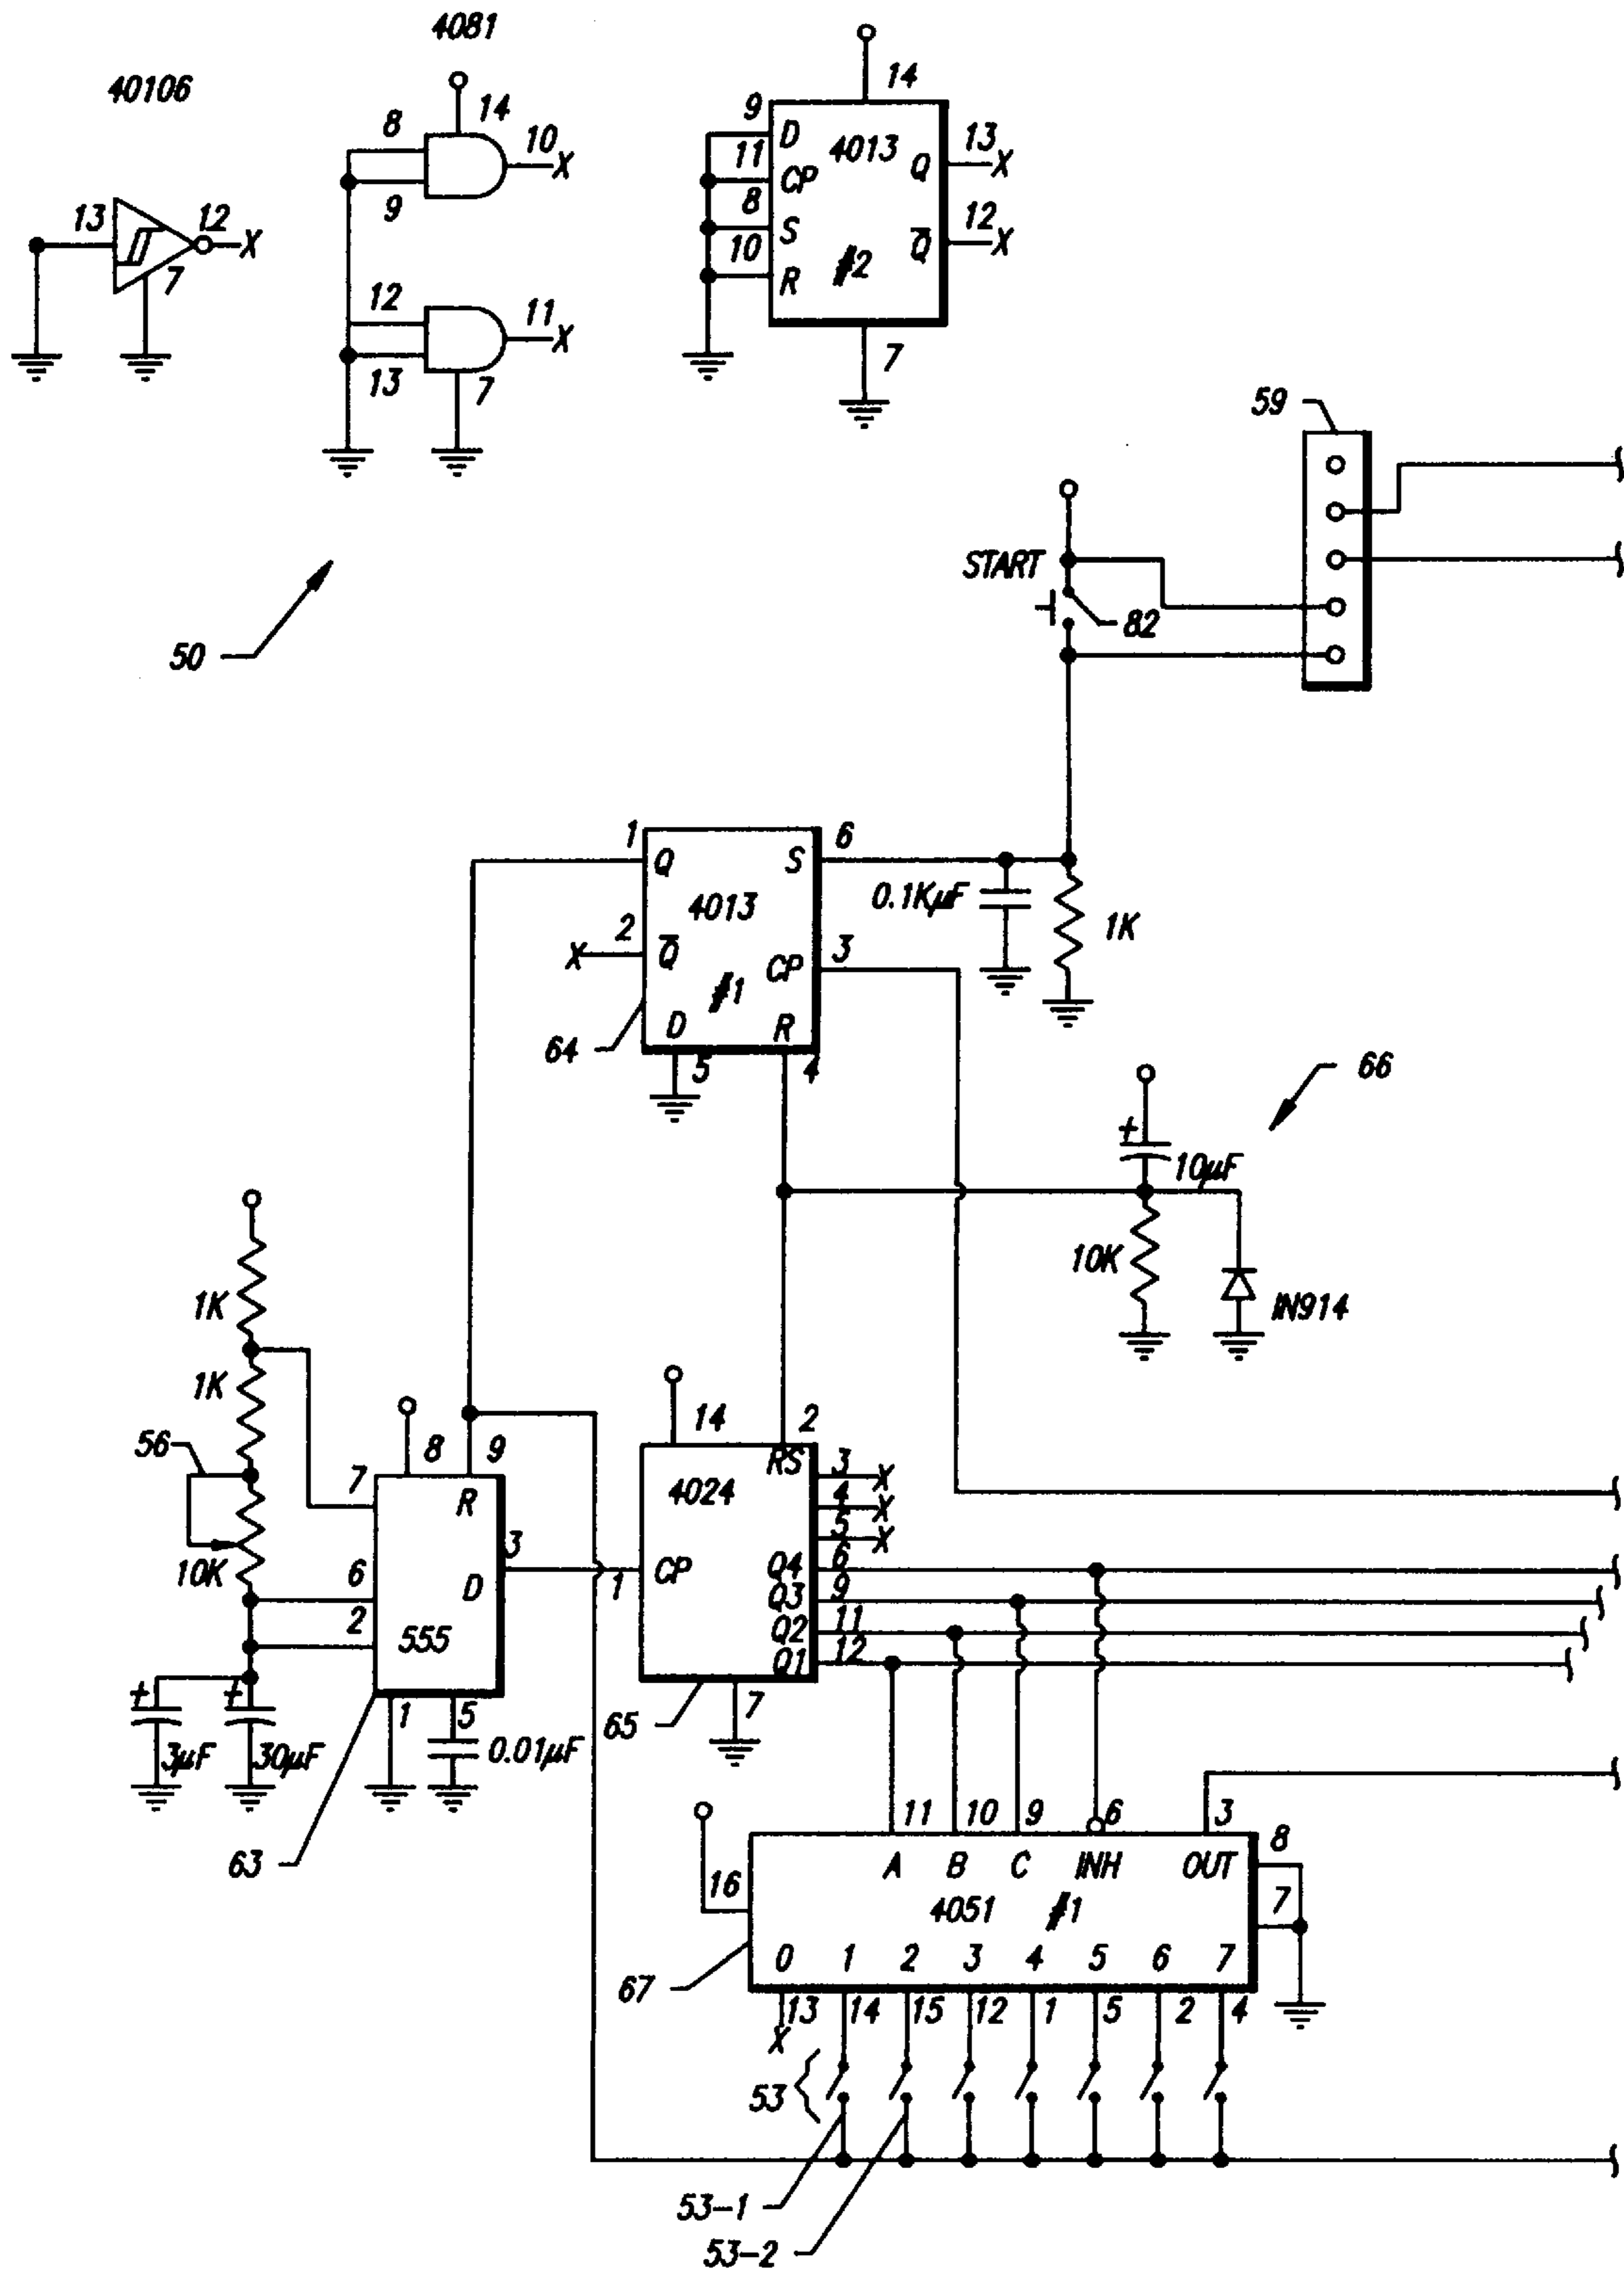 4081
40106
14
8
10
X
9
13
12
X
7
12
11
X
13
7
14
9
D
4013
13
X
11
CP
Q
8
S
12
X
10
R
#2
Q̅
7
59
START
82
50
1
Q
S
6
4013
0.1KµF
1K
2
X
Q̅
CP
3
#1
D
R
64
5
4
66
+
10µF
10K
IN914
1K
1K
56
8
9
14
2
7
R
4024
RS
3
X
4
X
5
X
10K
6
3
D
1
CP
Q4
6
Q3
9
2
555
Q2
11
Q1
12
+
+
1
5
7
65
3µF
30µF
0.01µF
63
11
10
9
6
3
8
16
A
B
C
INH
OUT
7
4051
#1
0
1
2
3
4
5
6
7
67
13
14
15
12
1
5
2
4
X
53
53-1
53-2